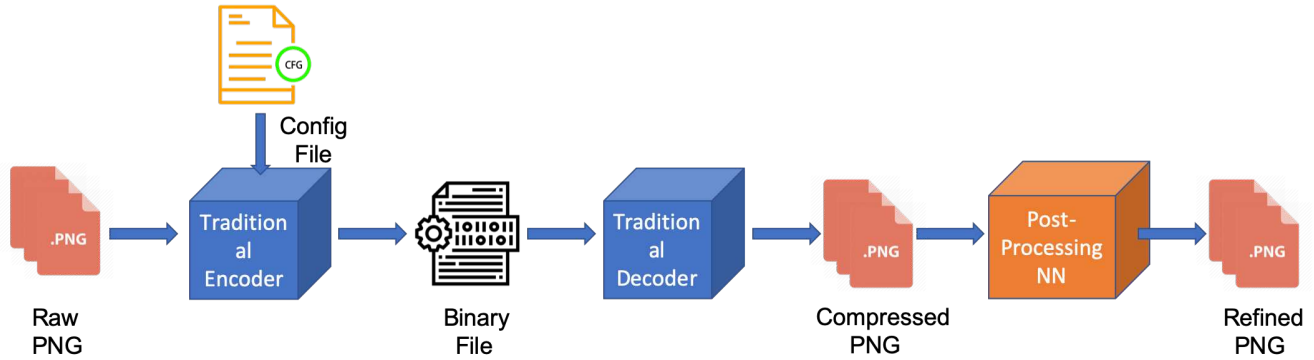 CFG
Config
File
.PNG
Tradition
al
Encoder
Tradition
al
Decoder
.PNG
Post-
Processing
NN
.PNG
Raw
PNG
Binary
File
Compressed
PNG
Refined
PNG